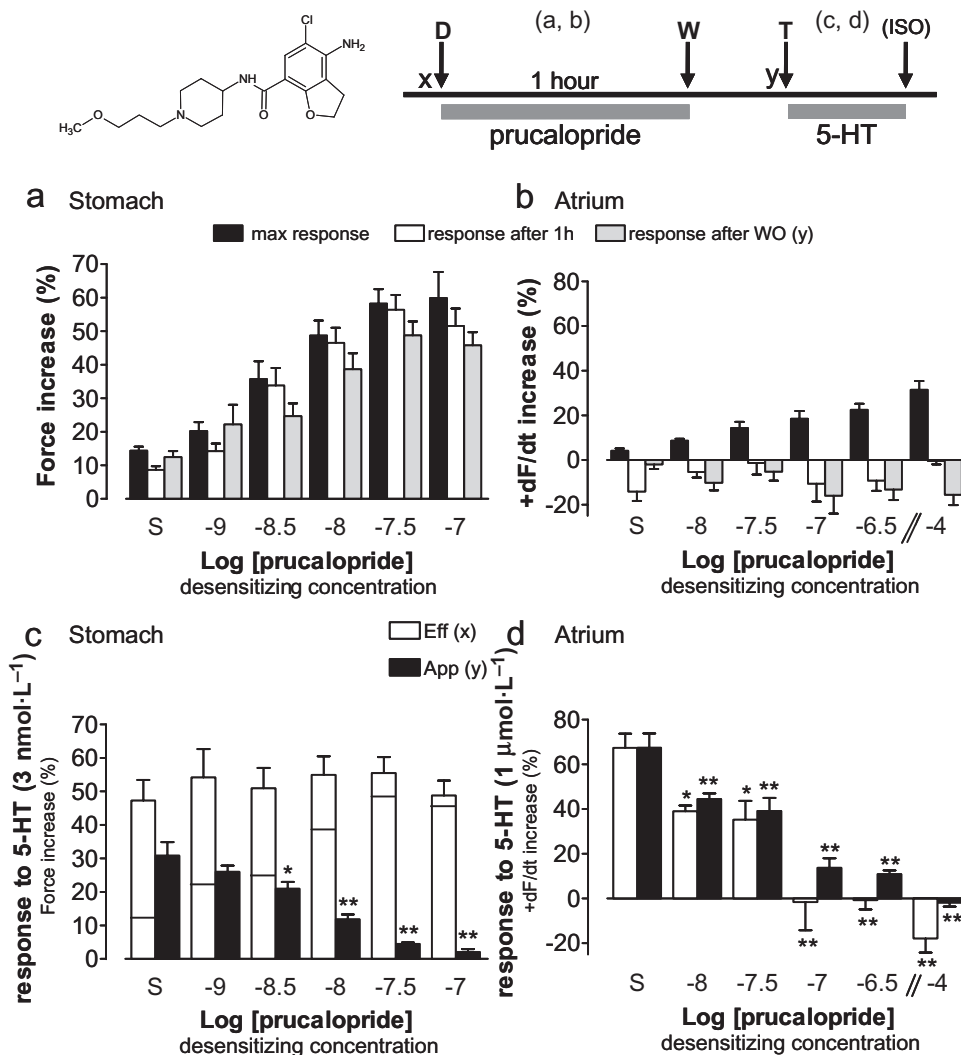 Cl
NH₂
NH
O
N
O
H₃C
O
D
(a, b)
W
T
(c, d)
(ISO)
x
1 hour
y
prucalopride
5-HT
a Stomach
b Atrium
max response
response after 1h
response after WO (y)
Force increase (%)
70
60
50
40
30
20
10
0
S -9 -8.5 -8 -7.5 -7
Log [prucalopride]
desensitizing concentration
+dF/dt increase (%)
80
60
40
20
0
-20
S -8 -7.5 -7 -6.5 // -4
Log [prucalopride]
desensitizing concentration
c Stomach
Eff (x)
App (y)
d Atrium
response to 5-HT (3 nmol·L⁻¹)
Force increase (%)
70
60
50
40
30
20
10
0
* ** ** **
S -9 -8.5 -8 -7.5 -7
Log [prucalopride]
desensitizing concentration
response to 5-HT (1 µmol·L⁻¹)
+dF/dt increase (%)
80
60
40
20
0
-20
* ** * ** ** ** ** ** ** **
S -8 -7.5 -7 -6.5 // -4
Log [prucalopride]
desensitizing concentration